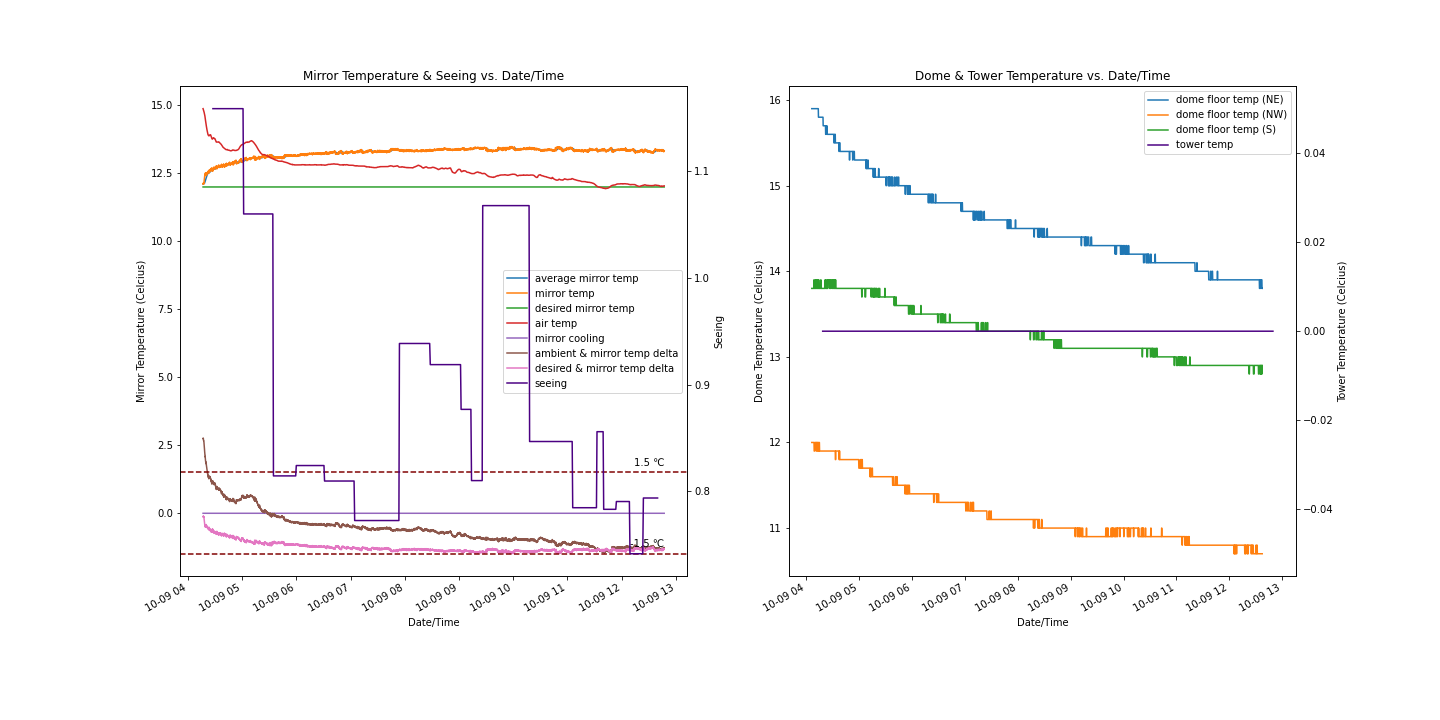 Mirror Temperature & Seeing vs. Date/Time
Mirror Temperature (Celcius)
15.0
12.5
10.0
7.5
5.0
2.5
0.0
1.1
1.0
0.9
0.8
Seeing
average mirror temp
mirror temp
desired mirror temp
air temp
mirror cooling
ambient & mirror temp delta
desired & mirror temp delta
seeing
1.5 °C
-1.5 °C
10-09 04
10-09 05
10-09 06
10-09 07
10-09 08
10-09 09
10-09 10
10-09 11
10-09 12
10-09 13
Date/Time
Dome & Tower Temperature vs. Date/Time
Dome Temperature (Celcius)
16
15
14
13
12
11
dome floor temp (NE)
dome floor temp (NW)
dome floor temp (S)
tower temp
0.04
0.02
0.00
−0.02
−0.04
Tower Temperature (Celcius)
10-09 04
10-09 05
10-09 06
10-09 07
10-09 08
10-09 09
10-09 10
10-09 11
10-09 12
10-09 13
Date/Time